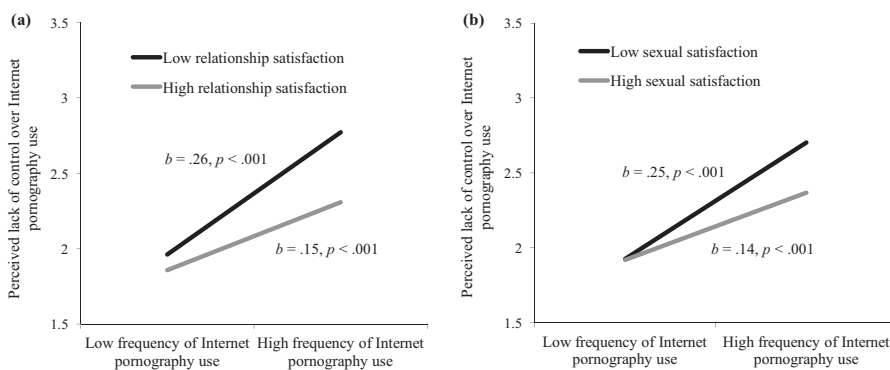 (a)
3.5
3
2.5
2
1.5
Perceived lack of control over Internet
pornography use
Low relationship satisfaction
High relationship satisfaction
b = .26, p < .001
b = .15, p < .001
Low frequency of Internet
pornography use
High frequency of Internet
pornography use
(b)
3.5
3
2.5
2
1.5
Perceived lack of control over Internet
pornography use
Low sexual satisfaction
High sexual satisfaction
b = .25, p < .001
b = .14, p < .001
Low frequency of Internet
pornography use
High frequency of Internet
pornography use